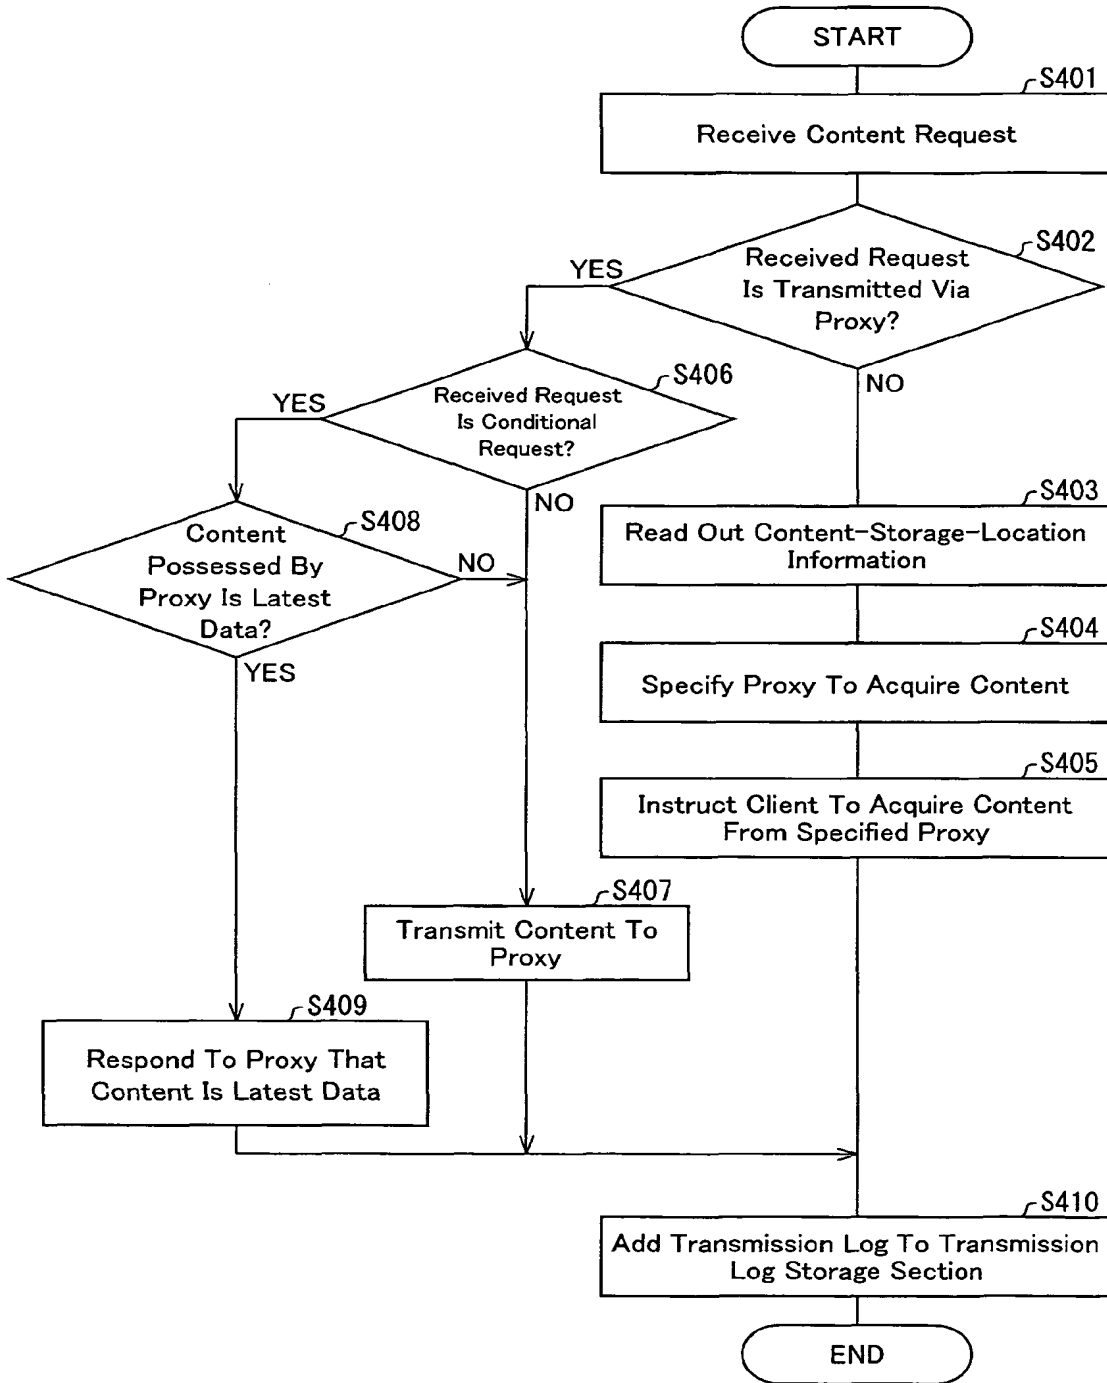 START
S401
Receive Content Request
S402
Received Request
Is Transmitted Via
Proxy?
YES
NO
S406
Received Request
Is Conditional
Request?
YES
NO
S408
Content
Possessed By
Proxy Is Latest
Data?
NO
YES
S403
Read Out Content-Storage-Location
Information
S404
Specify Proxy To Acquire Content
S405
Instruct Client To Acquire Content
From Specified Proxy
S407
Transmit Content To
Proxy
S409
Respond To Proxy That
Content Is Latest Data
S410
Add Transmission Log To Transmission
Log Storage Section
END